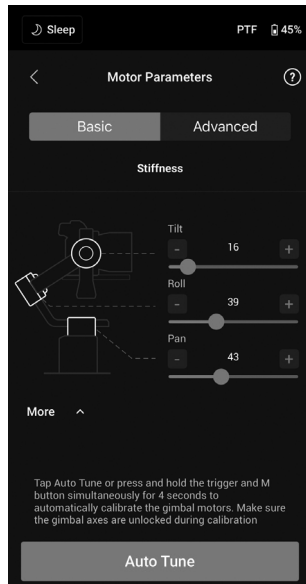 Sleep PTF 45%
Motor Parameters ?
Basic Advanced
Stiffness
Tilt
- 16 +
Roll
- 39 +
Pan
- 43 +
More
Tap Auto Tune or press and hold the trigger and M
button simultaneously for 4 seconds to
automatically calibrate the gimbal motors. Make sure
the gimbal axes are unlocked during calibration
Auto Tune